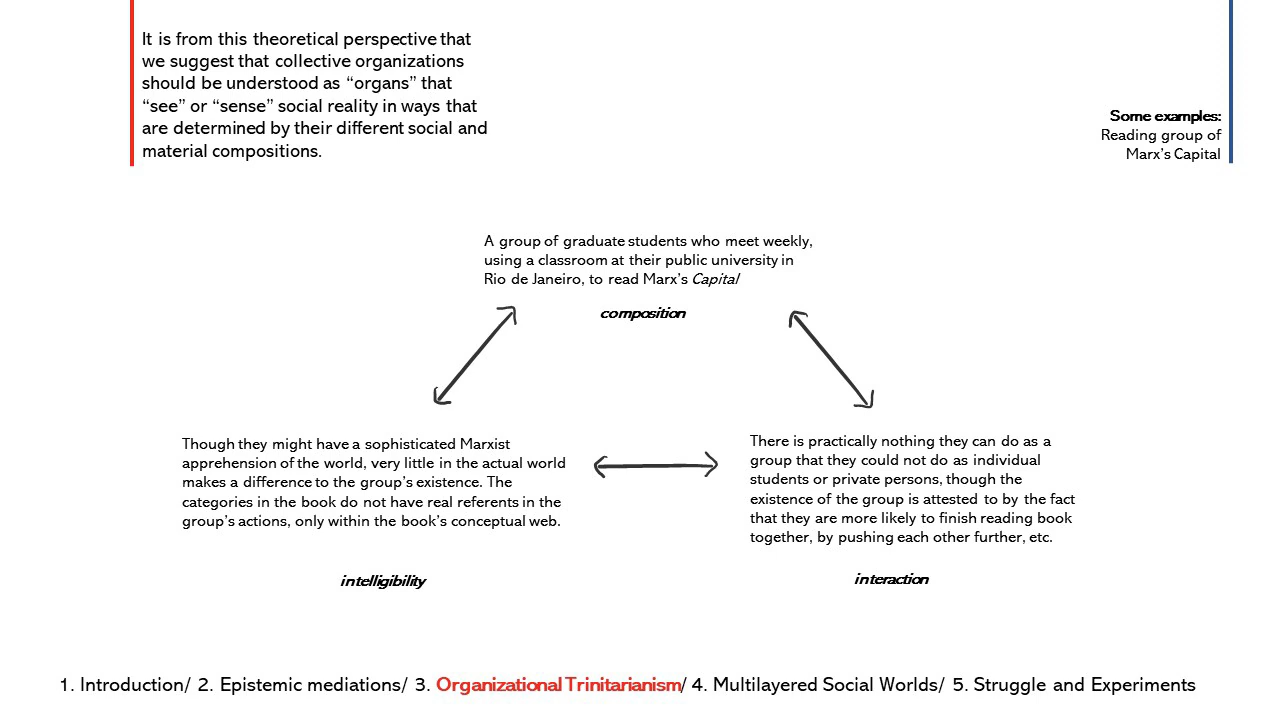 It is from this theoretical perspective that
we suggest that collective organizations
should be understood as “organs” that
“see” or “sense” social reality in ways that
are determined by their different social and
material compositions.
Some examples:
Reading group of
Marx’s Capital
A group of graduate students who meet weekly,
using a classroom at their public university in
Rio de Janeiro, to read Marx’s Capital
composition
Though they might have a sophisticated Marxist
apprehension of the world, very little in the actual world
makes a difference to the group’s existence. The
categories in the book do not have real referents in the
group’s actions, only within the book’s conceptual web.
intelligibility
There is practically nothing they can do as a
group that they could not do as individual
students or private persons, though the
existence of the group is attested to by the fact
that they are more likely to finish reading book
together, by pushing each other further, etc.
interaction
1. Introduction/ 2. Epistemic mediations/ 3. Organizational Trinitarianism/ 4. Multilayered Social Worlds/ 5. Struggle and Experiments